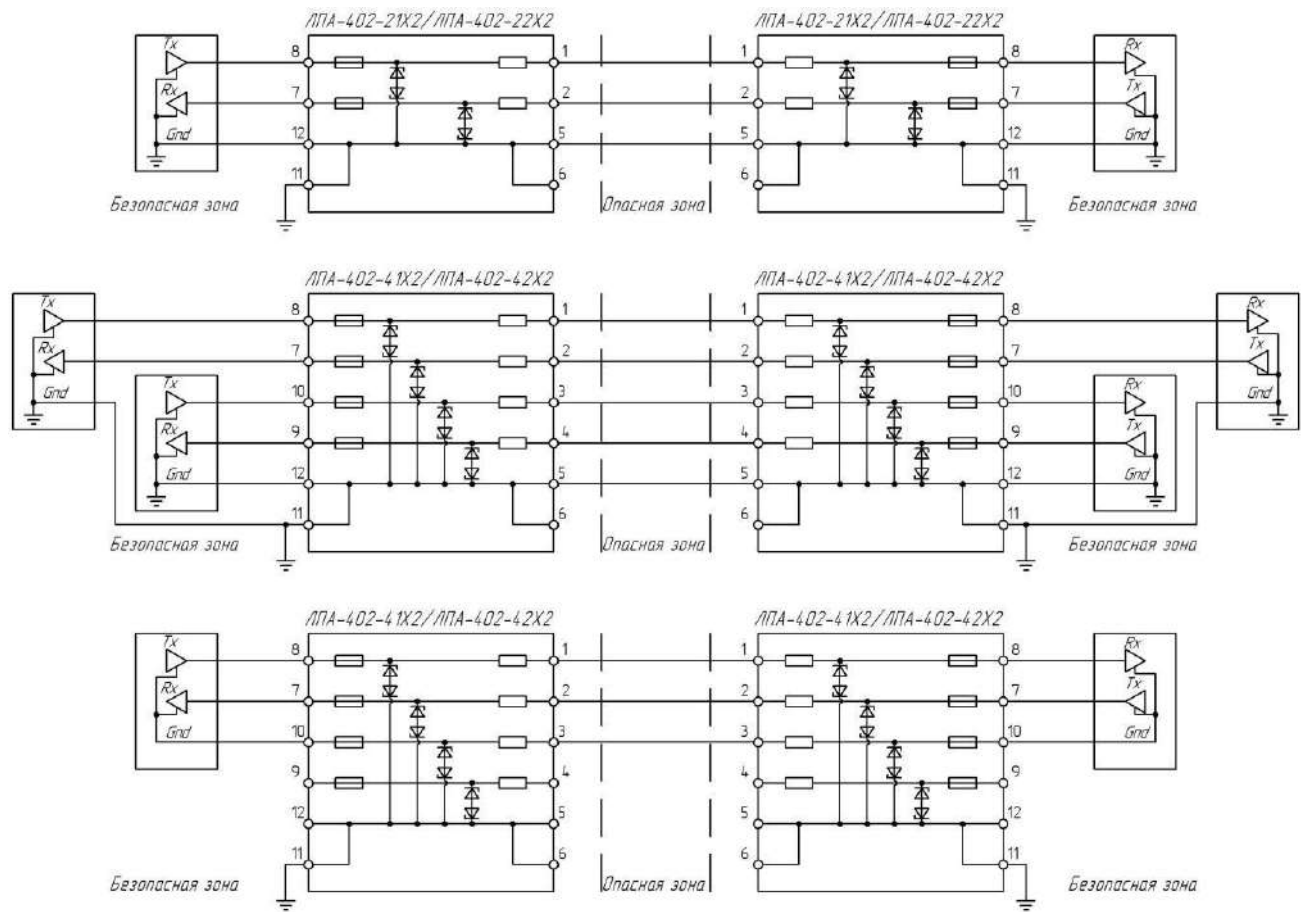 ЛПА-402-21Х2/ЛПА-402-22Х2 ЛПА-402-21Х2/ЛПА-402-22Х2
Tx 8 1 1 8 Rx
Rx 7 2 2 7 Tx
Gnd 12 5 5 12 Gnd
11 6 6 11
Безопасная зона Опасная зона Безопасная зона
ЛПА-402-41Х2/ЛПА-402-42Х2 ЛПА-402-41Х2/ЛПА-402-42Х2
Tx 8 1 1 8 Rx
Rx 7 2 2 7 Tx
Gnd Tx 10 3 3 10 Rx Gnd
Rx 9 4 4 9 Tx
Gnd 12 5 5 12 Gnd
11 6 6 11
Безопасная зона Опасная зона Безопасная зона
ЛПА-402-41Х2/ЛПА-402-42Х2 ЛПА-402-41Х2/ЛПА-402-42Х2
Tx 8 1 1 8 Rx
Rx 7 2 2 7 Tx
Gnd 10 3 3 10 Gnd
9 4 4 9
12 5 5 12
11 6 6 11
Безопасная зона Опасная зона Безопасная зона